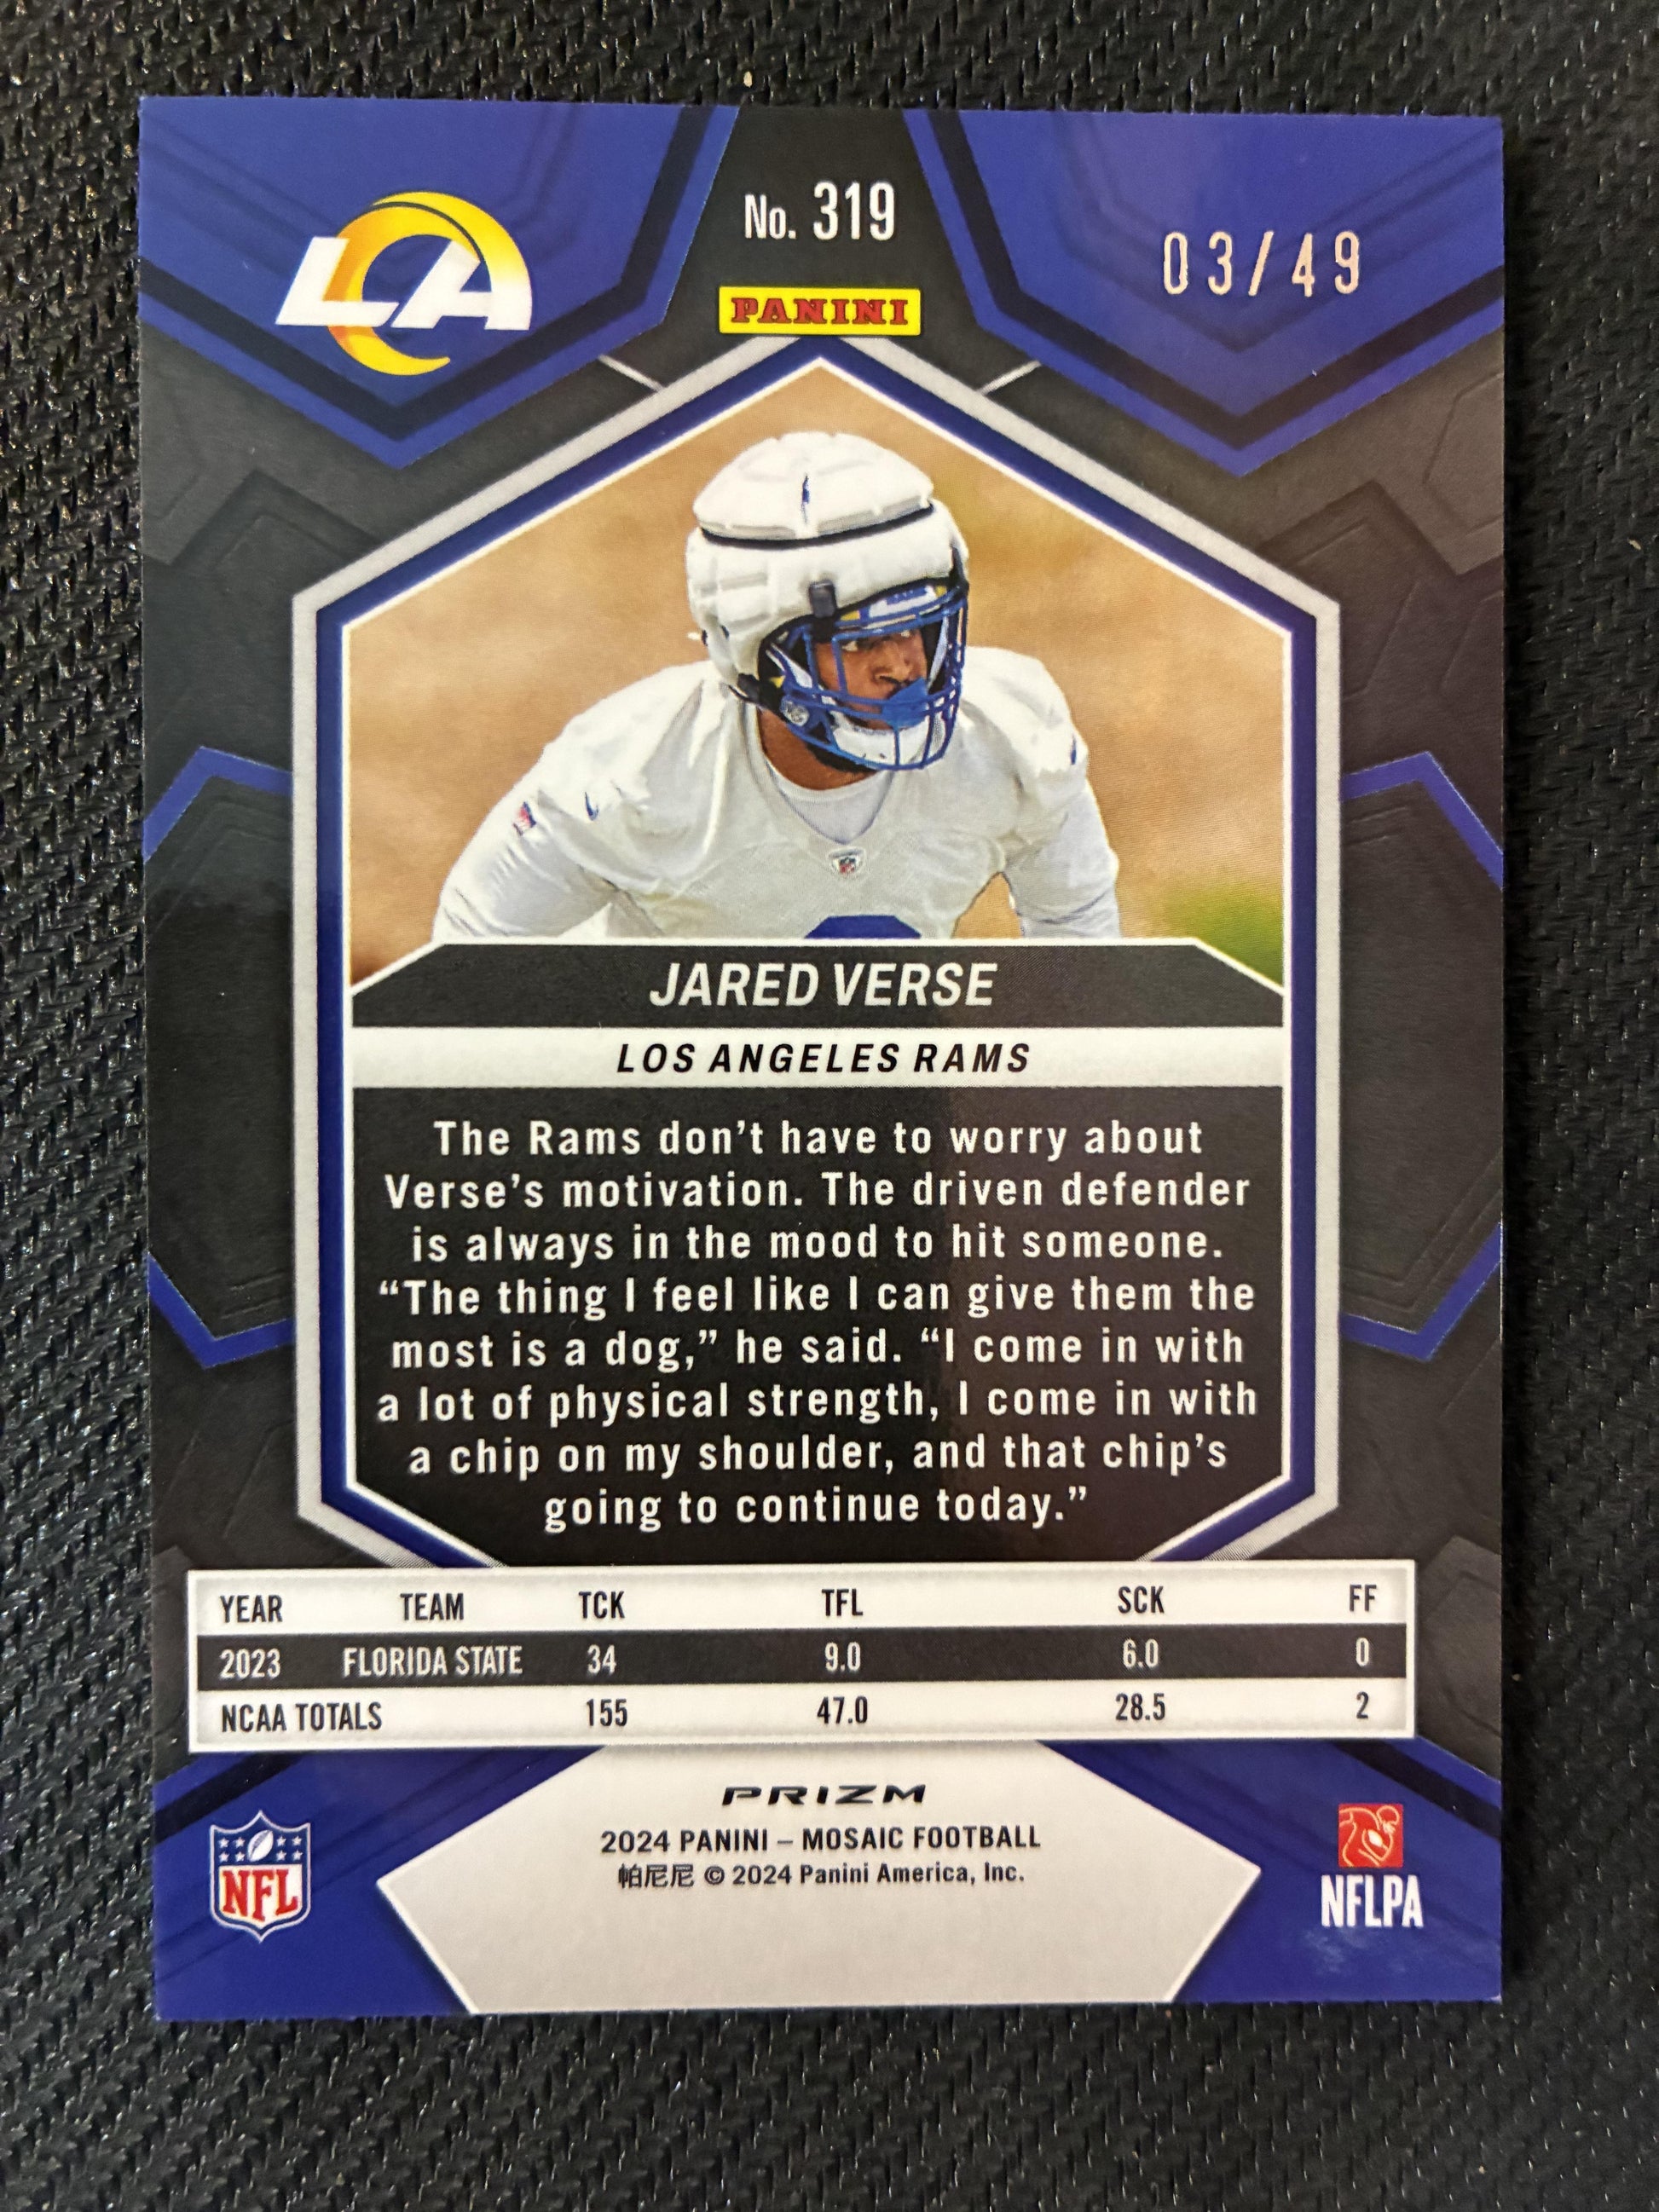 LA
No. 319
03/49
PANINI
JARED VERSE
LOS ANGELES RAMS
The Rams don’t have to worry about
Verse’s motivation. The driven defender
is always in the mood to hit someone.
“The thing I feel like I can give them the
most is a dog,” he said. “I come in with
a lot of physical strength, I come in with
a chip on my shoulder, and that chip’s
going to continue today.”
YEAR TEAM TCK TFL SCK FF
2023 FLORIDA STATE 34 9.0 6.0 0
NCAA TOTALS 155 47.0 28.5 2
PRIZM
2024 PANINI – MOSAIC FOOTBALL
帕尼尼 © 2024 Panini America, Inc.
NFL
NFLPA